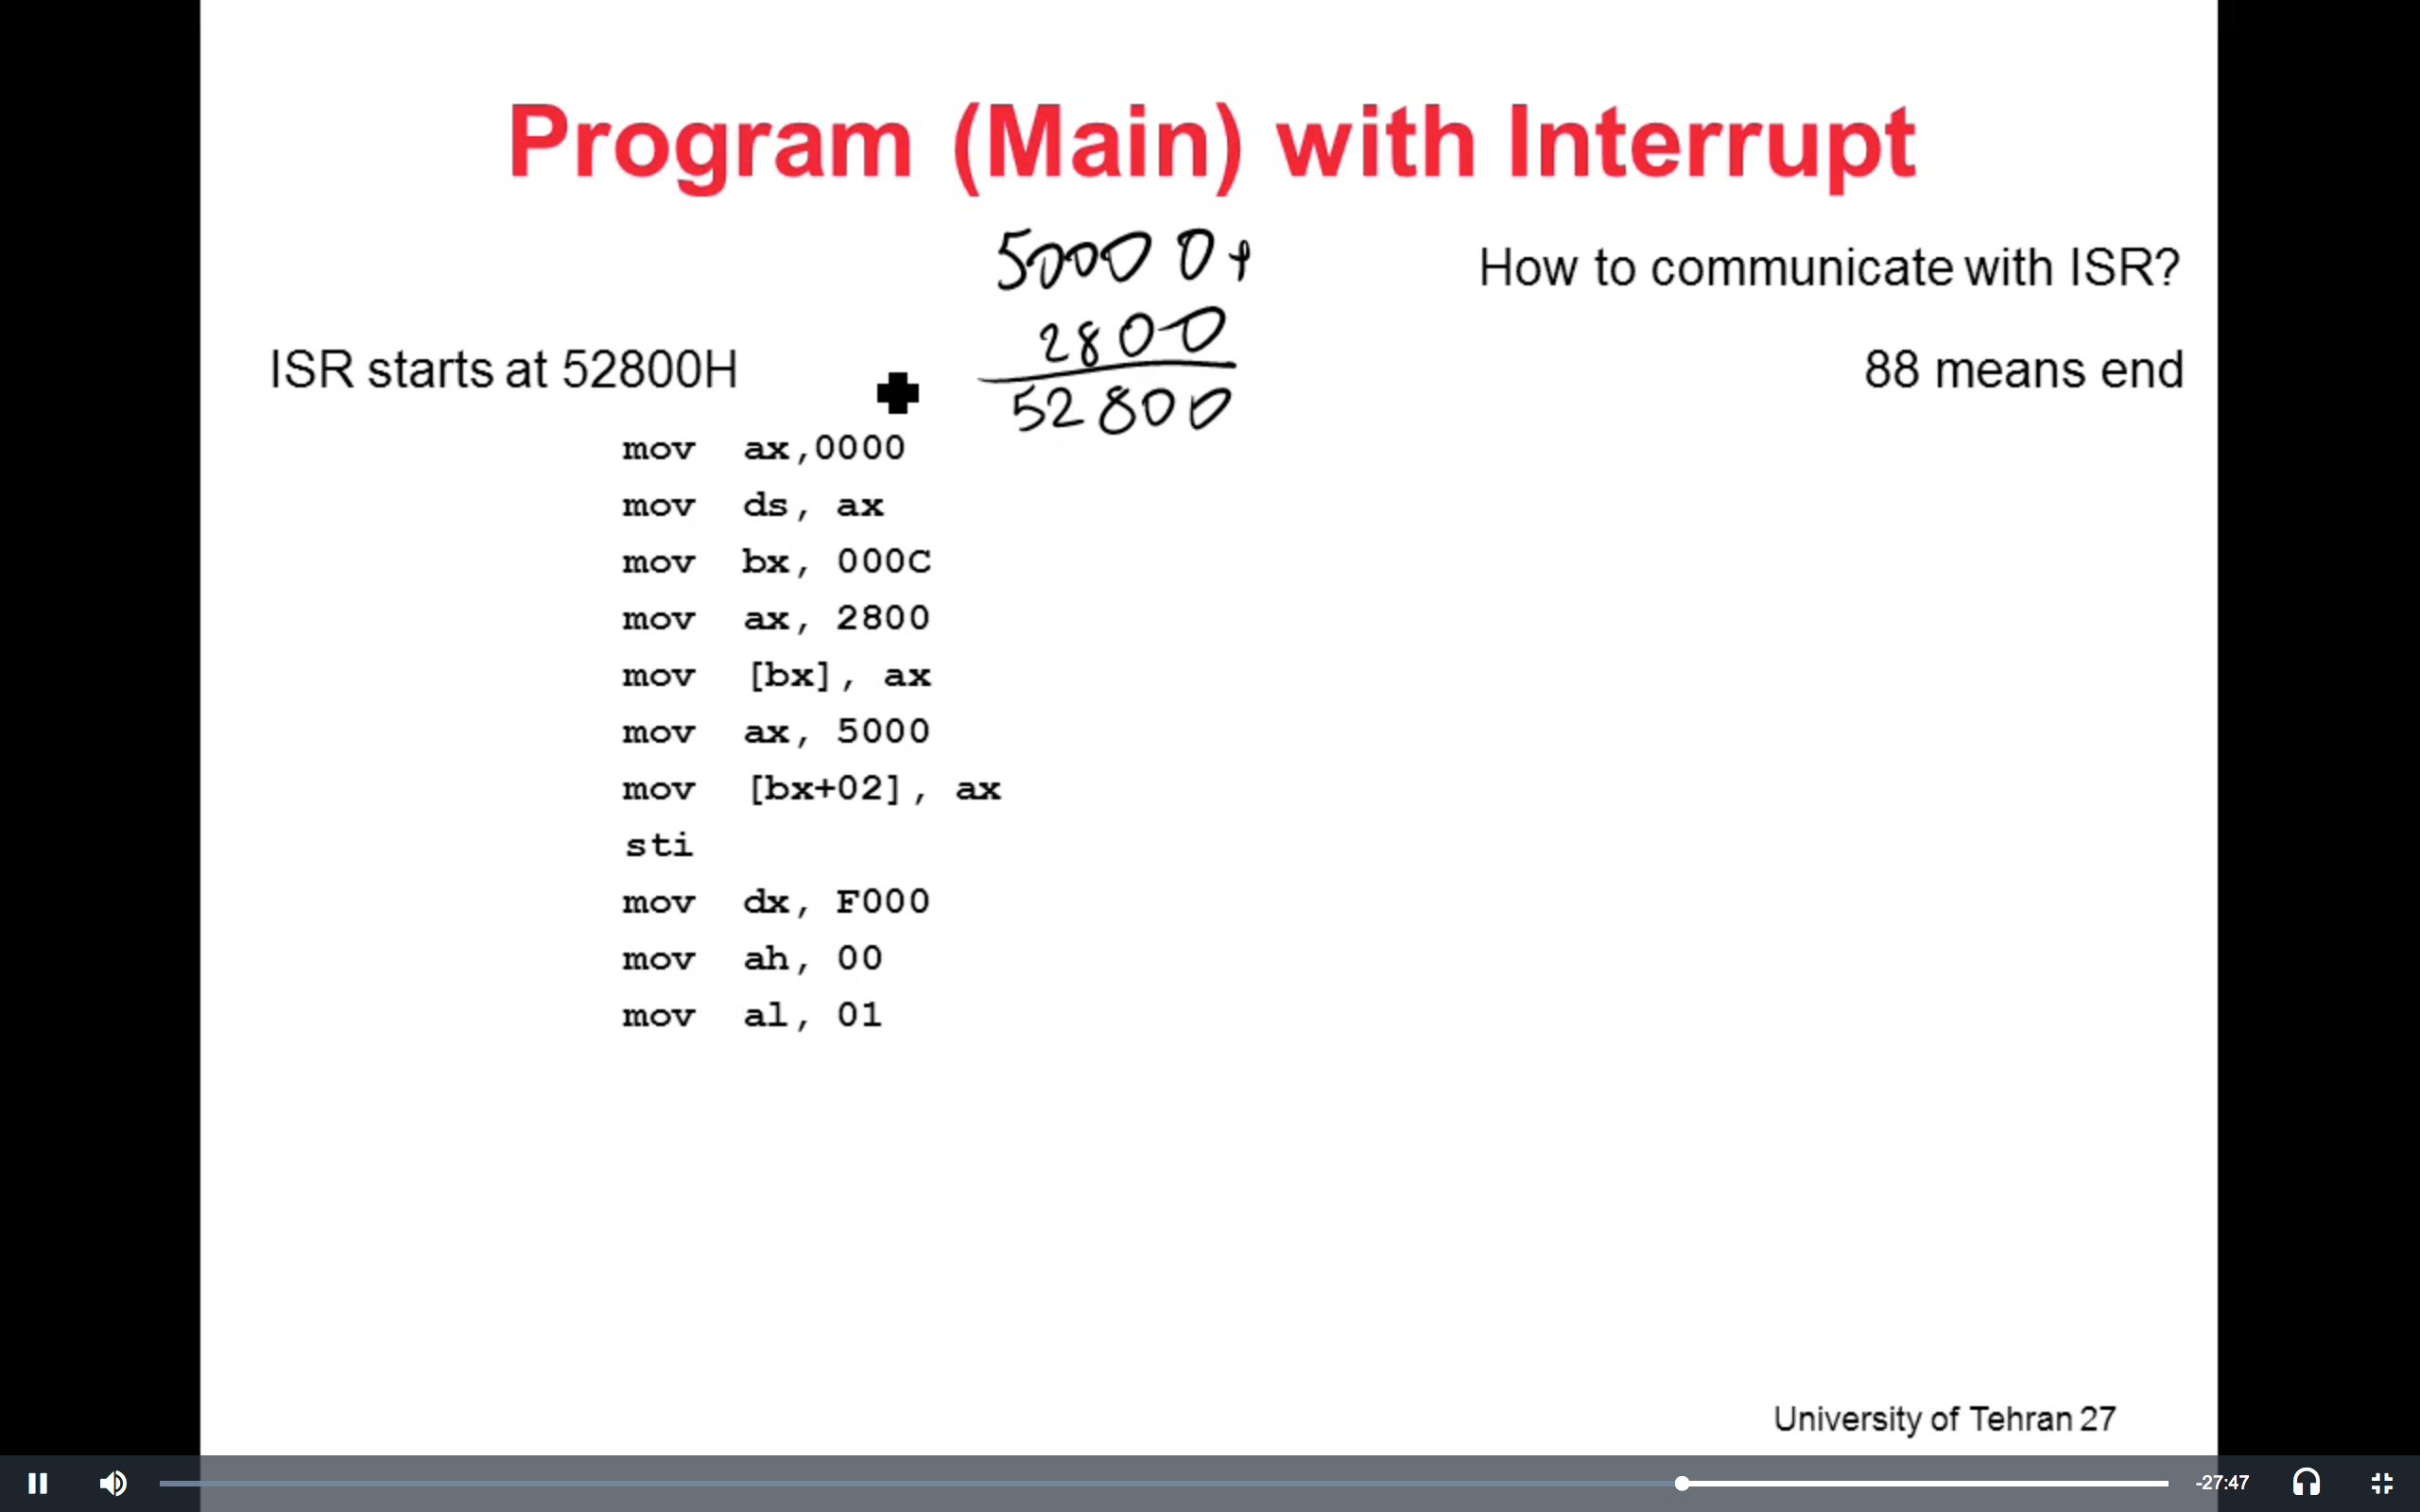 Program (Main) with Interrupt
50000+
How to communicate with ISR?
2800
ISR starts at 52800H
88 means end
52800
mov ax,0000
mov ds, ax
mov bx, 000C
mov ax, 2800
mov [bx], ax
mov ax, 5000
mov [bx+02], ax
sti
mov dx, F000
mov ah, 00
mov al, 01
University of Tehran 27
-27:47